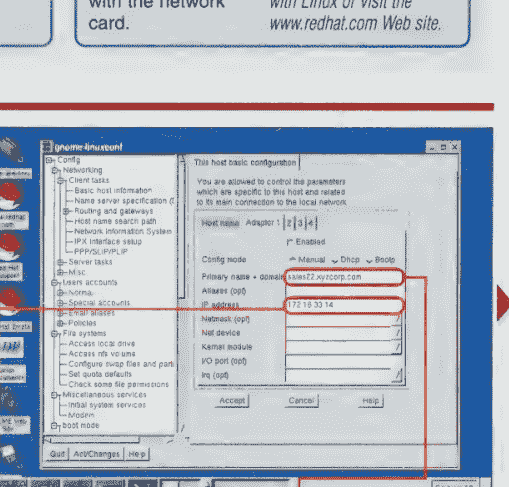 with the network
card.
with Linux or visit the
www.redhat.com Web site.
gnome-linuxconf
Config
Networking
Client tasks
Basic host information
Name server specification (
Routing and gateways
Host name search path
Network Information System
IPX interface setup
PPP/SLIP/PLIP
Server tasks
Misc
Users accounts
Normal
Special accounts
Email aliases
Policies
File systems
Access local drive
Access nfs volume
Configure swap files and parti
Set quota defaults
Check some file permissions
Miscellaneous services
Initial system services
Modem
boot mode
Quit Act/Changes Help
This host basic configuration
You are allowed to control the parameters
which are specific to this host and related
to its main connection to the local network
Host name Adaptor 1 2 3 4
Enabled
Config mode Manual Dhcp Bootp
Primary name + domain sales22.xyzcorp.com
Aliases (opt)
IP address 172 16 33 14
Netmask (opt)
Net device
Kernel module
I/O port (opt)
Irq (opt)
Accept Cancel Help